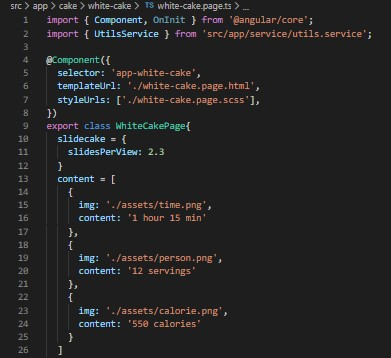 src > app > cake > white-cake > TS white-cake.page.ts > ...
1 import { Component, OnInit } from '@angular/core';
2 import { UtilsService } from 'src/app/service/utils.service';
3
4 @Component({
5 selector: 'app-white-cake',
6 templateUrl: './white-cake.page.html',
7 styleUrls: ['./white-cake.page.scss'],
8 })
9 export class WhiteCakePage{
10 slidecake = {
11 slidesPerView: 2.3
12 }
13 content = [
14 {
15 img: './assets/time.png',
16 content: '1 hour 15 min'
17 },
18 {
19 img: './assets/person.png',
20 content: '12 servings'
21 },
22 {
23 img: './assets/calorie.png',
24 content: '550 calories'
25 }
26 ]